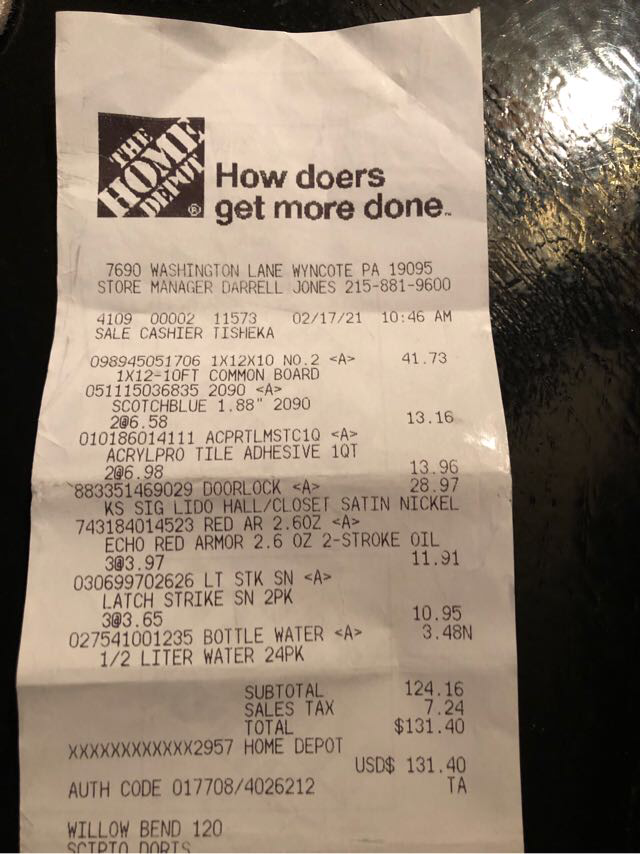 THE
HOME
DEPOT
®
How doers
get more done™
7690 WASHINGTON LANE WYNCOTE PA 19095
STORE MANAGER DARRELL JONES 215-881-9600
4109 00002 11573 02/17/21 10:46 AM
SALE CASHIER TISHEKA
098945051706 1X12X10 NO.2 <A> 41.73
1X12-10FT COMMON BOARD
051115036835 2090 <A>
SCOTCHBLUE 1.88" 2090
2@6.58 13.16
010186014111 ACPRTLMSTC1Q <A>
ACRYLPRO TILE ADHESIVE 1QT
2@6.98 13.96
883351469029 DOORLOCK <A> 28.97
KS SIG LIDO HALL/CLOSET SATIN NICKEL
743184014523 RED AR 2.6OZ <A>
ECHO RED ARMOR 2.6 OZ 2-STROKE OIL
3@3.97 11.91
030699702626 LT STK SN <A>
LATCH STRIKE SN 2PK
3@3.65 10.95
027541001235 BOTTLE WATER <A> 3.48N
1/2 LITER WATER 24PK
SUBTOTAL 124.16
SALES TAX 7.24
TOTAL $131.40
XXXXXXXXXXXX2957 HOME DEPOT
USD$ 131.40
AUTH CODE 017708/4026212 TA
WILLOW BEND 120
SCIPIO DORIS